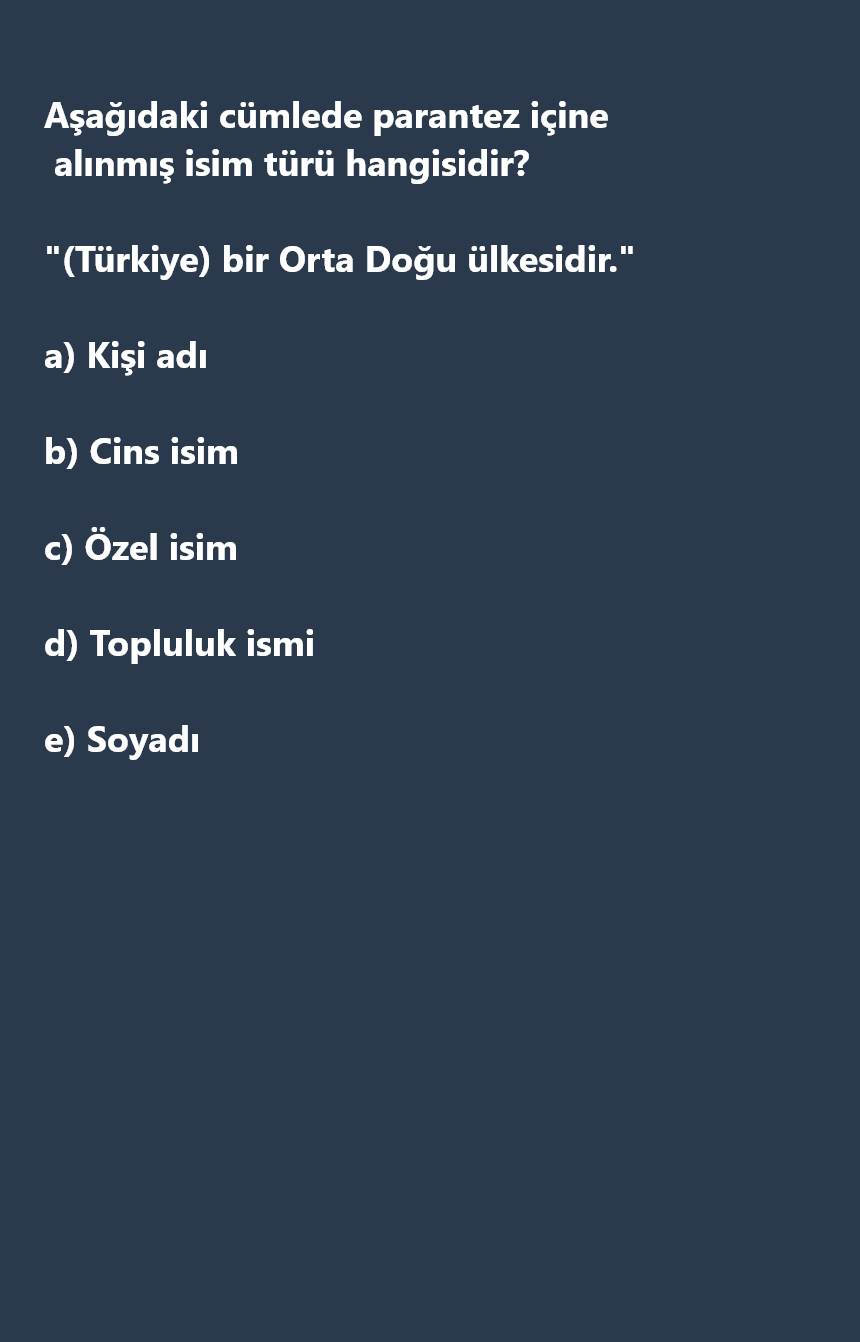 Aşağıdaki cümlede parantez içine
alınmış isim türü hangisidir?
"(Türkiye) bir Orta Doğu ülkesidir."
a) Kişi adı
b) Cins isim
c) Özel isim
d) Topluluk ismi
e) Soyadı